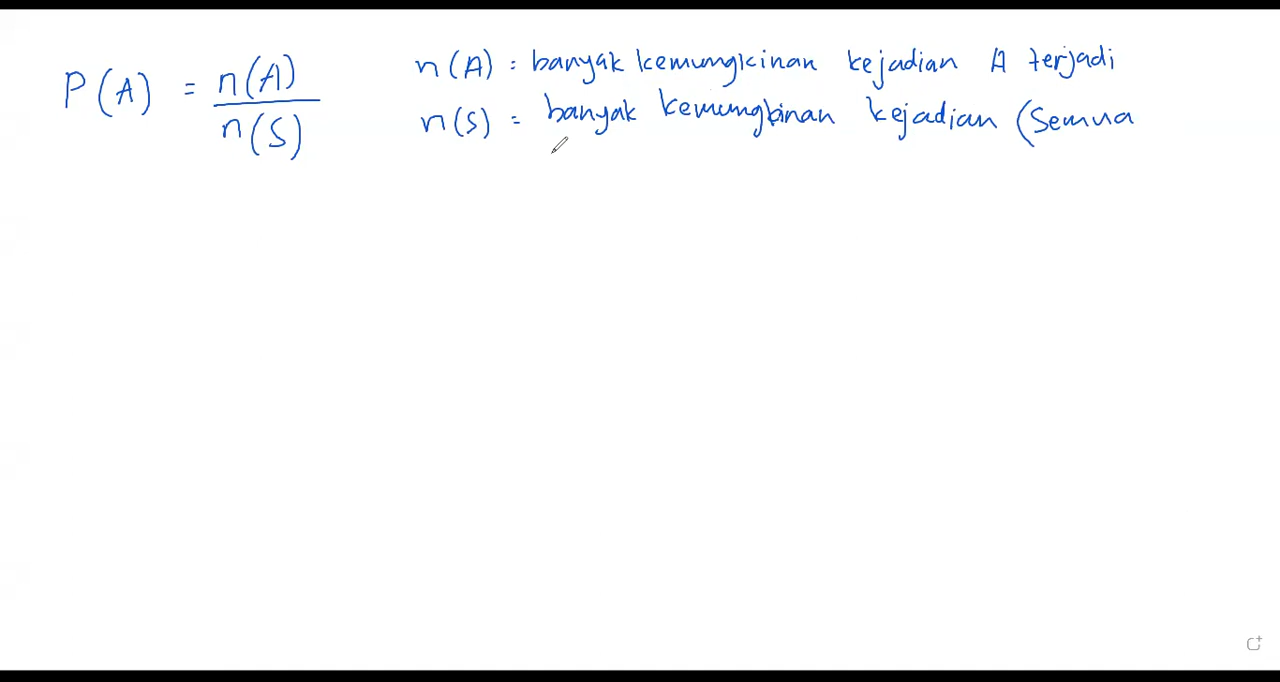 P(A) = n(A)/n(S)
n(A) : banyak kemungkinan kejadian A terjadi
n(S) = banyak kemungkinan kejadian (Semua